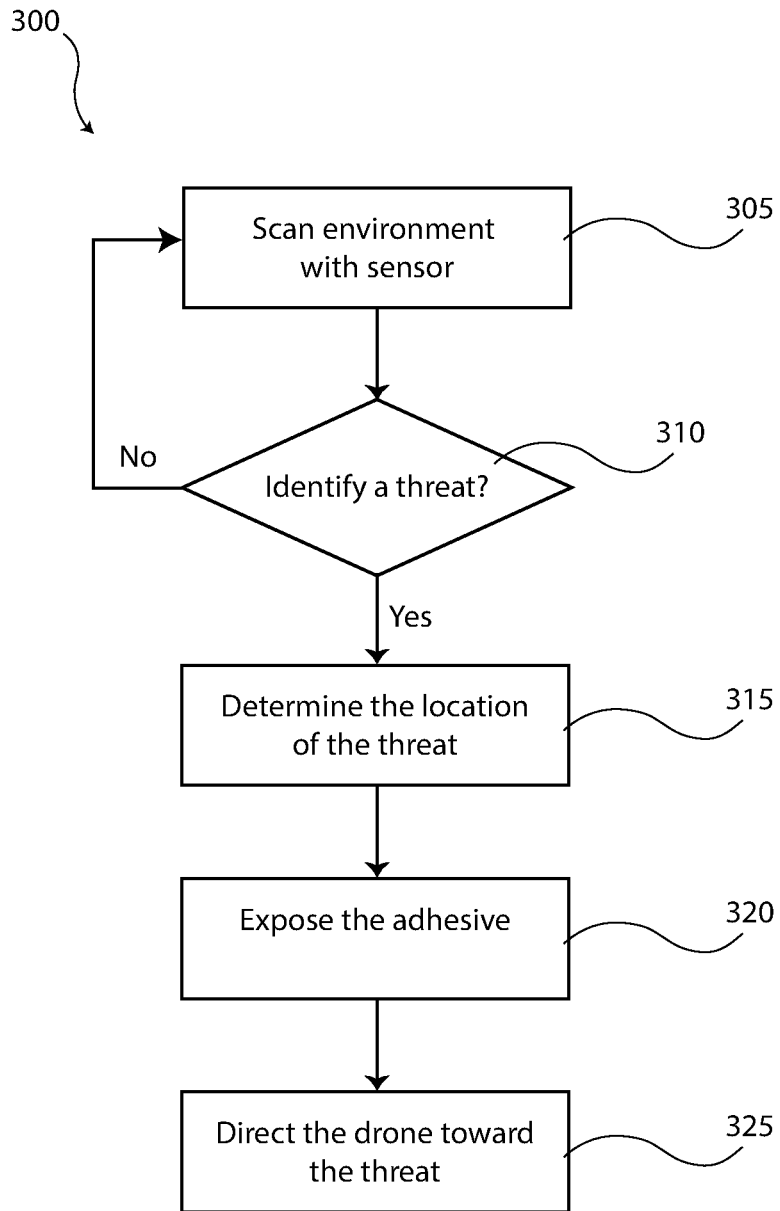 300
Scan environment
with sensor
305
No
Identify a threat?
310
Yes
Determine the location
of the threat
315
Expose the adhesive
320
Direct the drone toward
the threat
325